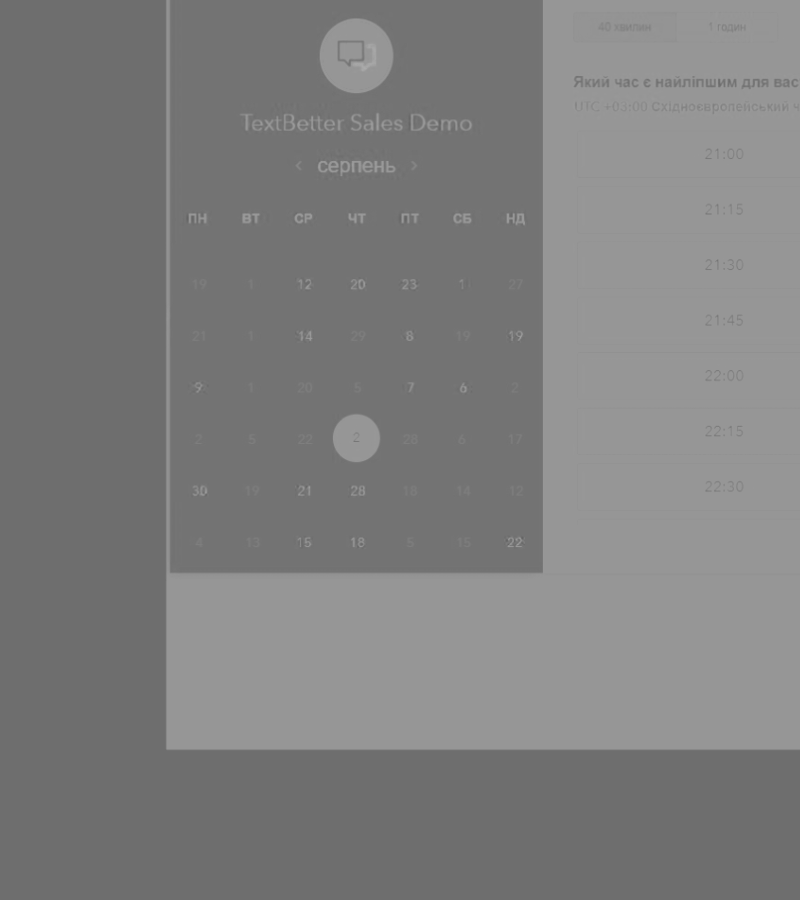 TextBetter Sales Demo
< серпень >
ПН ВТ СР ЧТ ПТ СБ НД
19 1 12 20 23 1 27
21 1 14 29 8 19 19
9 1 20 5 7 6 2
2 5 22 2 28 6 17
30 19 21 28 18 14 12
4 13 15 18 5 15 22
40 хвилин 1 годин
Який час є найліпшим для вас
UTC +03:00 Східноєвропейський ч
21:00
21:15
21:30
21:45
22:00
22:15
22:30